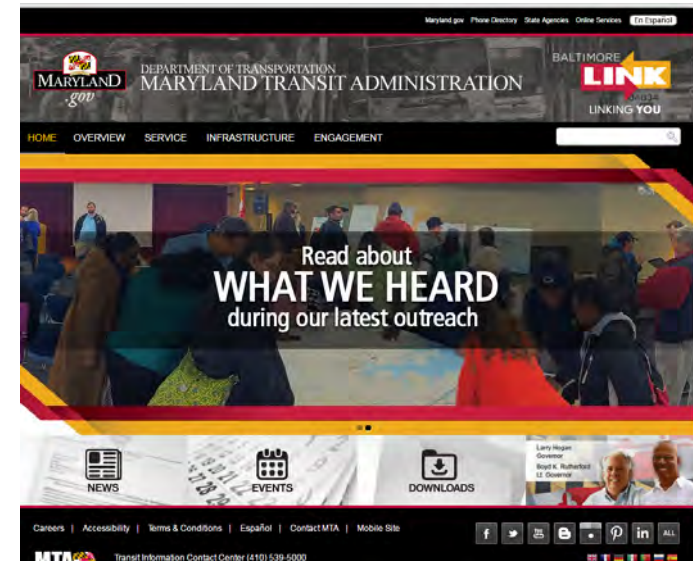 Maryland.gov Phone Directory State Agencies Online Services En Español
MARYLAND
.gov
DEPARTMENT OF TRANSPORTATION
MARYLAND TRANSIT ADMINISTRATION
BALTIMORE
LINK
LINKING YOU
HOME OVERVIEW SERVICE INFRASTRUCTURE ENGAGEMENT
Read about
WHAT WE HEARD
during our latest outreach
NEWS
EVENTS
DOWNLOADS
Larry Hogan
Governor
Boyd K. Rutherford
Lt. Governor
Careers | Accessibility | Terms & Conditions | Español | Contact MTA | Mobile Site
ALL
MTA
Transit Information Contact Center (410) 539-5000